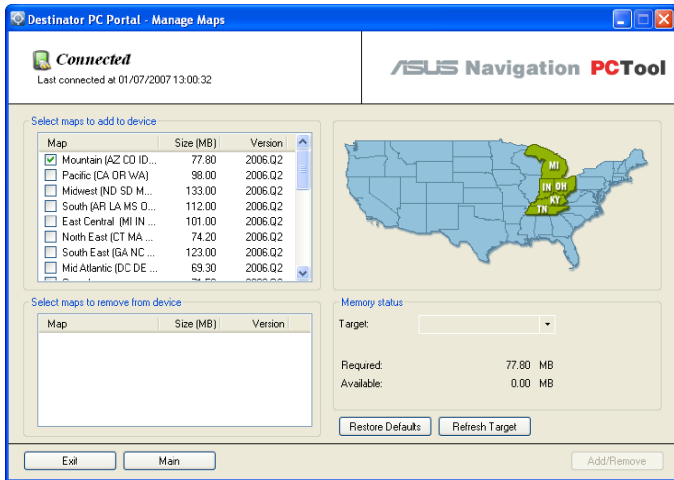 Destinator PC Portal - Manage Maps
Connected
Last connected at 01/07/2007 13:00:32
ASUS Navigation PCTool
Select maps to add to device
Map Size (MB) Version
Mountain (AZ CO ID... 77.80 2006.Q2
Pacific (CA OR WA) 98.00 2006.Q2
Midwest (ND SD M... 133.00 2006.Q2
South (AR LA MS O... 112.00 2006.Q2
East Central (MI IN ... 101.00 2006.Q2
North East (CT MA ... 74.20 2006.Q2
South East (GA NC ... 123.00 2006.Q2
Mid Atlantic (DC DE ... 69.30 2006.Q2
MI
IN OH
KY
TN
Select maps to remove from device
Map Size (MB) Version
Memory status
Target:
Required: 77.80 MB
Available: 0.00 MB
Restore Defaults Refresh Target
Exit Main Add/Remove